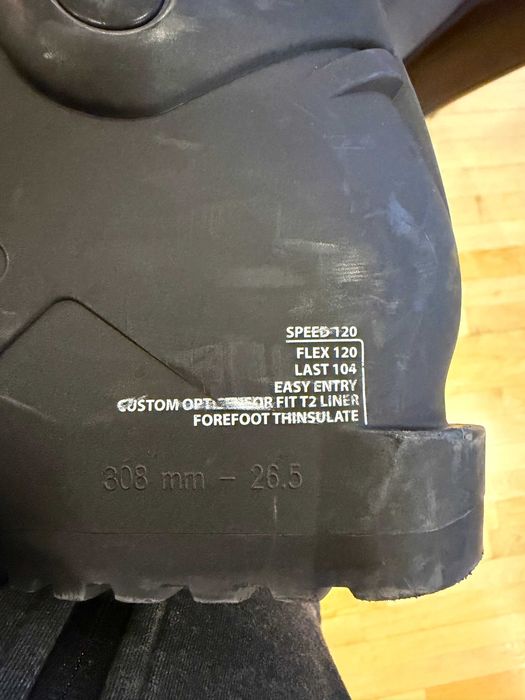 SPEED 120
FLEX 120
LAST 104
EASY ENTRY
CUSTOM FIT T2 LINER
FOREFOOT THINSULATE
308 mm - 26.5